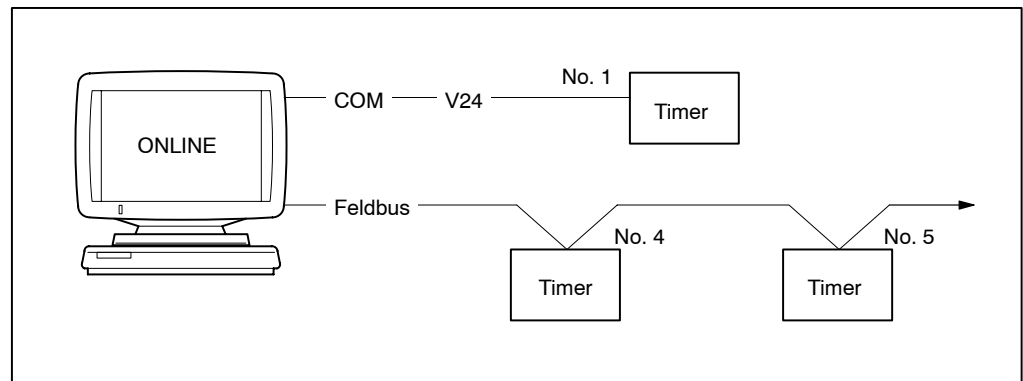 No. 1
COM V24
Timer
ONLINE
Feldbus
No. 4 No. 5
Timer Timer